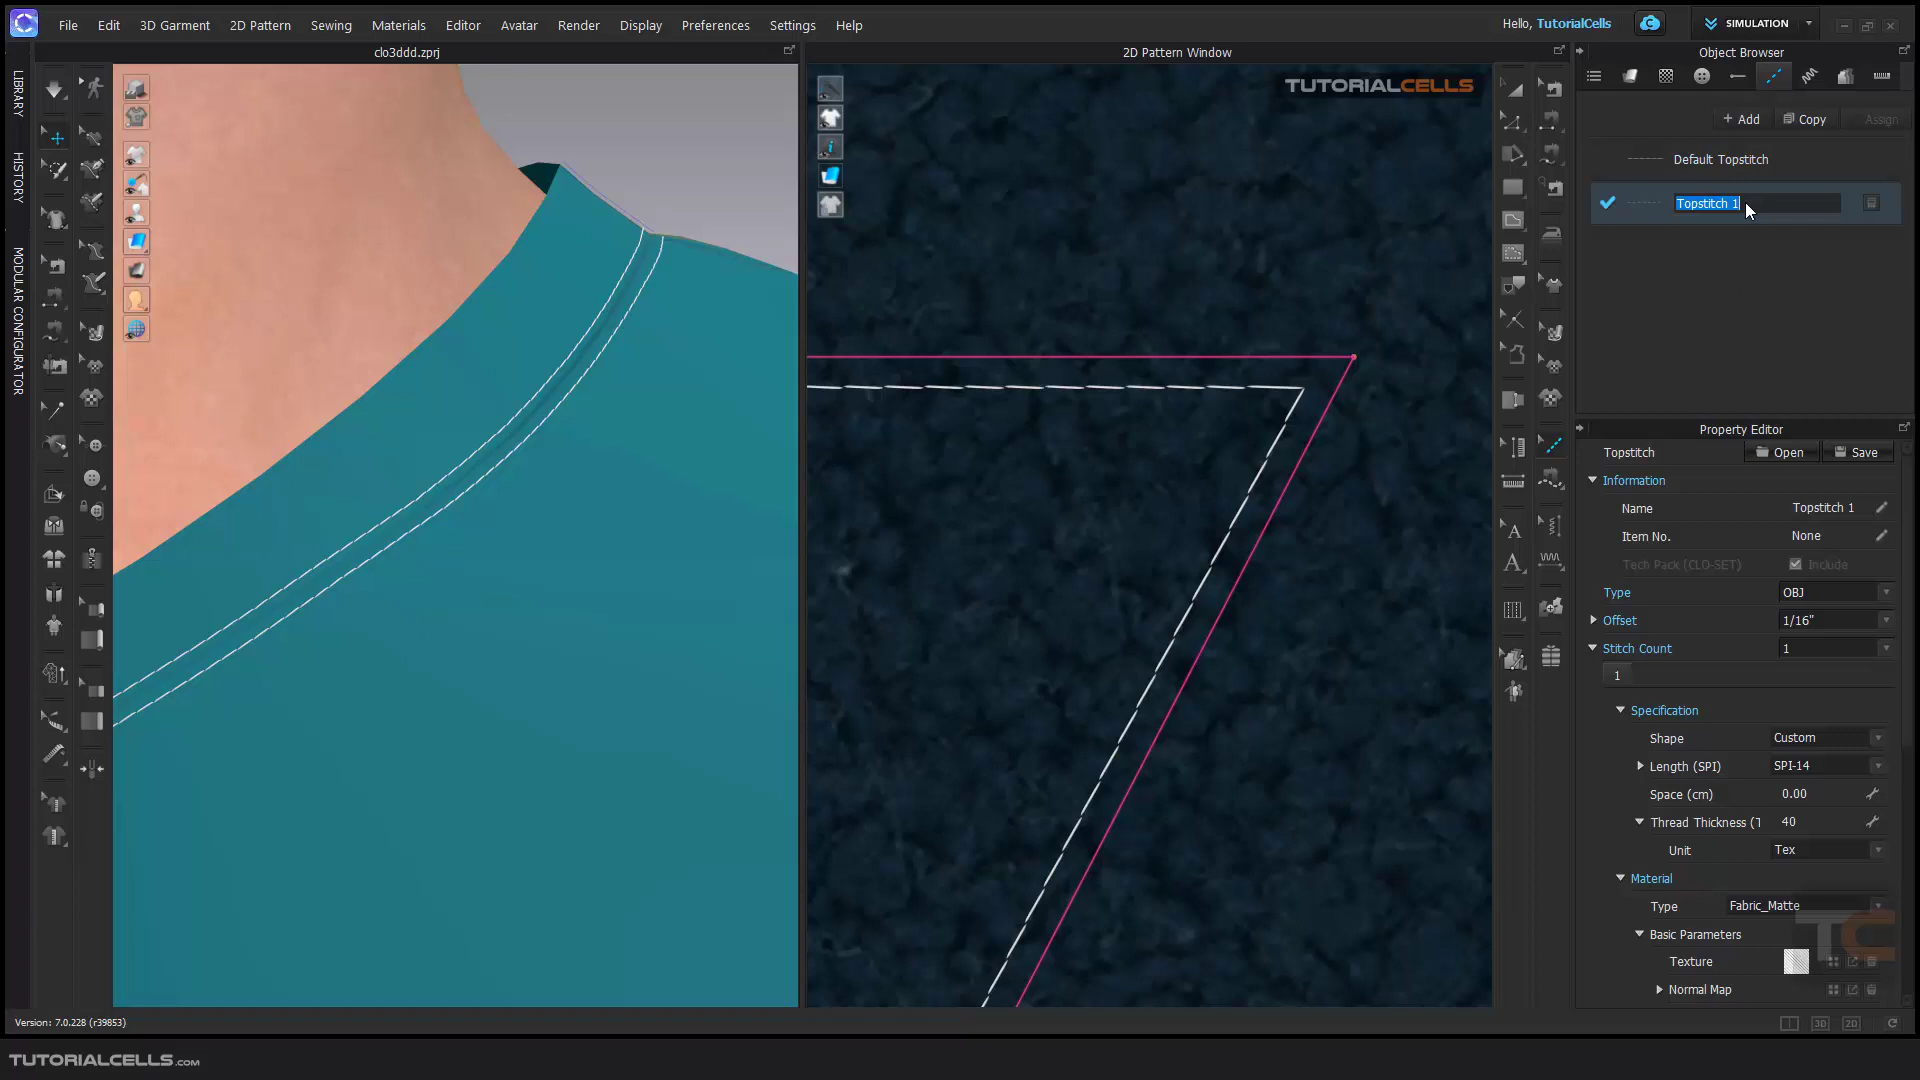 File Edit 3D Garment 2D Pattern Sewing Materials Editor Avatar Render Display Preferences Settings Help
Hello, TutorialCells
SIMULATION
clo3ddd.zprj
2D Pattern Window
Object Browser
LIBRARY
HISTORY
MODULAR CONFIGURATOR
TUTORIALCELLS
+ Add Copy Assign
Default Topstitch
Topstitch 1
Property Editor
Topstitch Open Save
Information
Name Topstitch 1
Item No. None
Tech Pack (CLO-SET) Include
Type OBJ
Offset 1/16"
Stitch Count 1
1
Specification
Shape Custom
Length (SPI) SPI-14
Space (cm) 0.00
Thread Thickness (T 40
Unit Tex
Material
Type Fabric_Matte
Basic Parameters
Texture
Normal Map
TC
Version: 7.0.228 (r39853)
3D 2D
TUTORIALCELLS.com